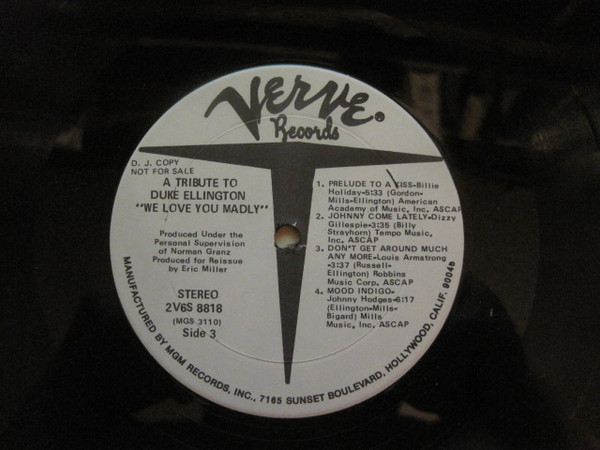 VERVE
Records
D. J. COPY
NOT FOR SALE
A TRIBUTE TO
DUKE ELLINGTON
"WE LOVE YOU MADLY"
Produced Under the
Personal Supervision
of Norman Granz
Produced for Reissue
by Eric Miller
STEREO
2V6S 8818
(MGS 3110)
Side 3
1. PRELUDE TO A KISS-Billie
Holiday-5:33 (Gordon-
Mills-Ellington) American
Academy of Music, Inc. ASCAP
2. JOHNNY COME LATELY-Dizzy
Gillespie-3:35 (Billy
Strayhorn) Tempo Music,
Inc. ASCAP
3. DON'T GET AROUND MUCH
ANY MORE-Louis Armstrong
-3:37 (Russell-
Ellington) Robbins
Music Corp. ASCAP
4. MOOD INDIGO-
Johnny Hodges-6:17
(Ellington-Mills-
Bigard) Mills
Music, Inc. ASCAP
MANUFACTURED BY MGM RECORDS, INC., 7165 SUNSET BOULEVARD, HOLLYWOOD, CALIF. 90046